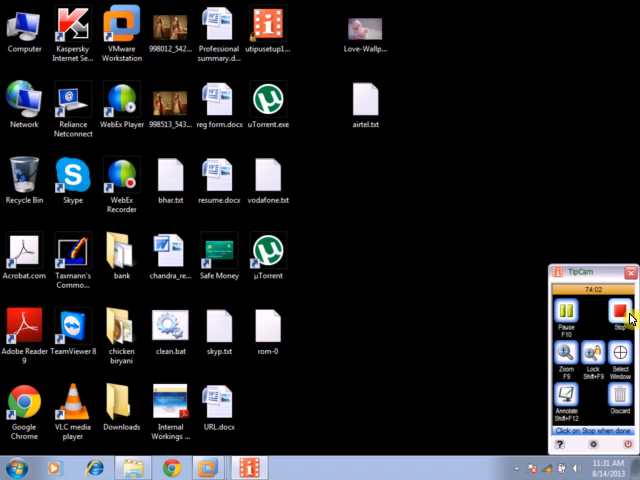 Computer
Kaspersky
Internet Se...
VMware
Workstation
998012_542...
Professional
summary.d...
utipusetup1...
Love-Wallp...
Network
Reliance
Netconnect
WebEx Player
998513_543...
reg form.docx
uTorrent.exe
airtel.txt
Recycle Bin
Skype
WebEx
Recorder
bhar.txt
resume.docx
vodafone.txt
Acrobat.com
Taxmann's
Commo...
bank
chandra_re...
Safe Money
µTorrent
Adobe Reader
9
TeamViewer 8
chicken
biryani
clean.bat
skyp.txt
rom-0
Google
Chrome
VLC media
player
Downloads
Internal
Workings ...
URL.docx
TipCam
74:02
Pause
F10
Stop
Zoom
F9
Lock
Shift+F9
Select
Window
Annotate
Shift+F12
Discard
Click on Stop when done
11:31 AM
8/14/2013